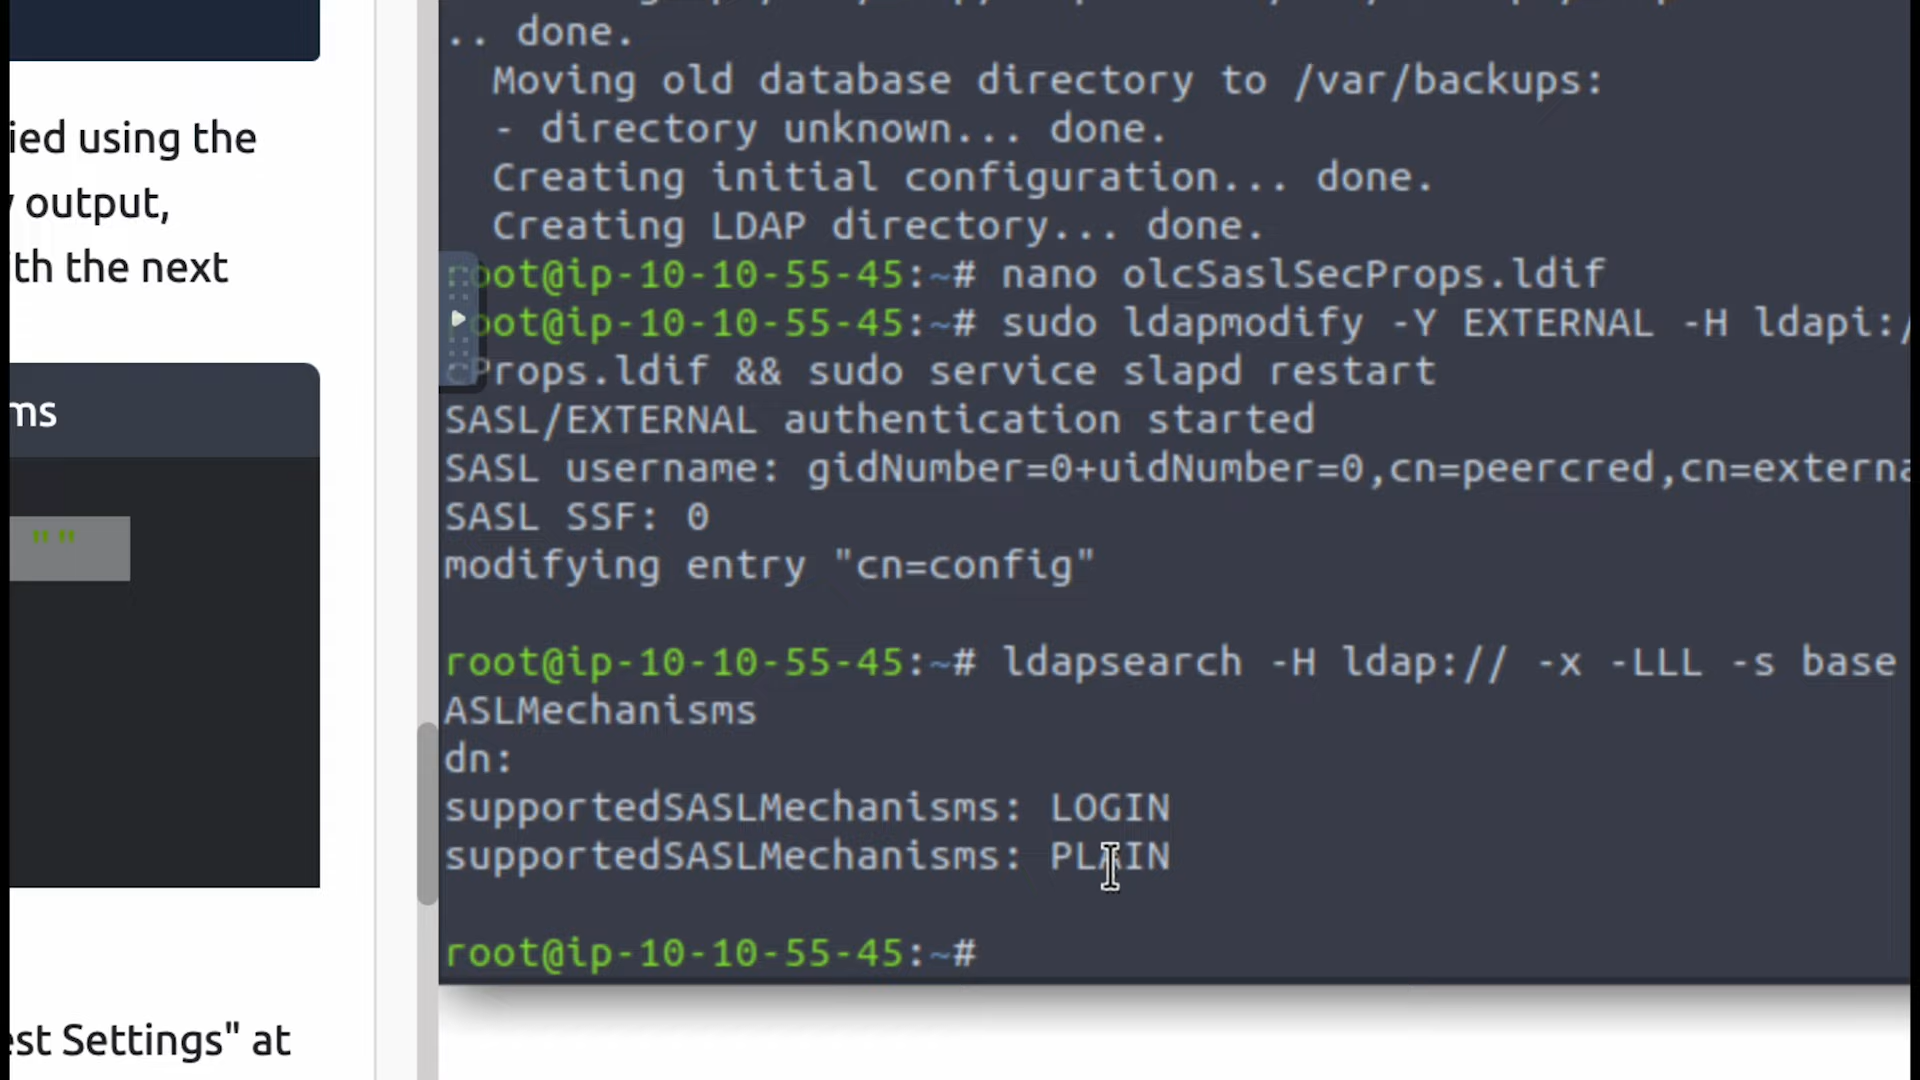 ied using the
output,
th the next
ms
""
est Settings" at
.. done.
Moving old database directory to /var/backups:
- directory unknown... done.
Creating initial configuration... done.
Creating LDAP directory... done.
root@ip-10-10-55-45:~# nano olcSaslSecProps.ldif
root@ip-10-10-55-45:~# sudo ldapmodify -Y EXTERNAL -H ldapi:/
cProps.ldif && sudo service slapd restart
SASL/EXTERNAL authentication started
SASL username: gidNumber=0+uidNumber=0,cn=peercred,cn=externa
SASL SSF: 0
modifying entry "cn=config"
root@ip-10-10-55-45:~# ldapsearch -H ldap:// -x -LLL -s base
ASLMechanisms
dn:
supportedSASLMechanisms: LOGIN
supportedSASLMechanisms: PLAIN
root@ip-10-10-55-45:~#